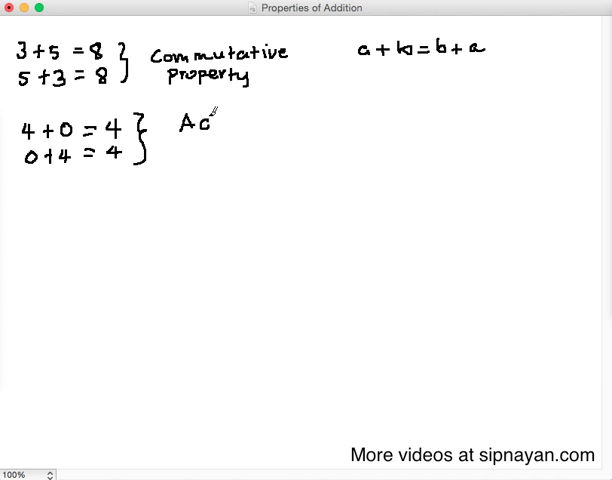 Properties of Addition
3+5 = 8
5+3 = 8
Commutative
Property
a + b = b + a
4 + 0 = 4
0+4 = 4
Ad
100%
More videos at sipnayan.com